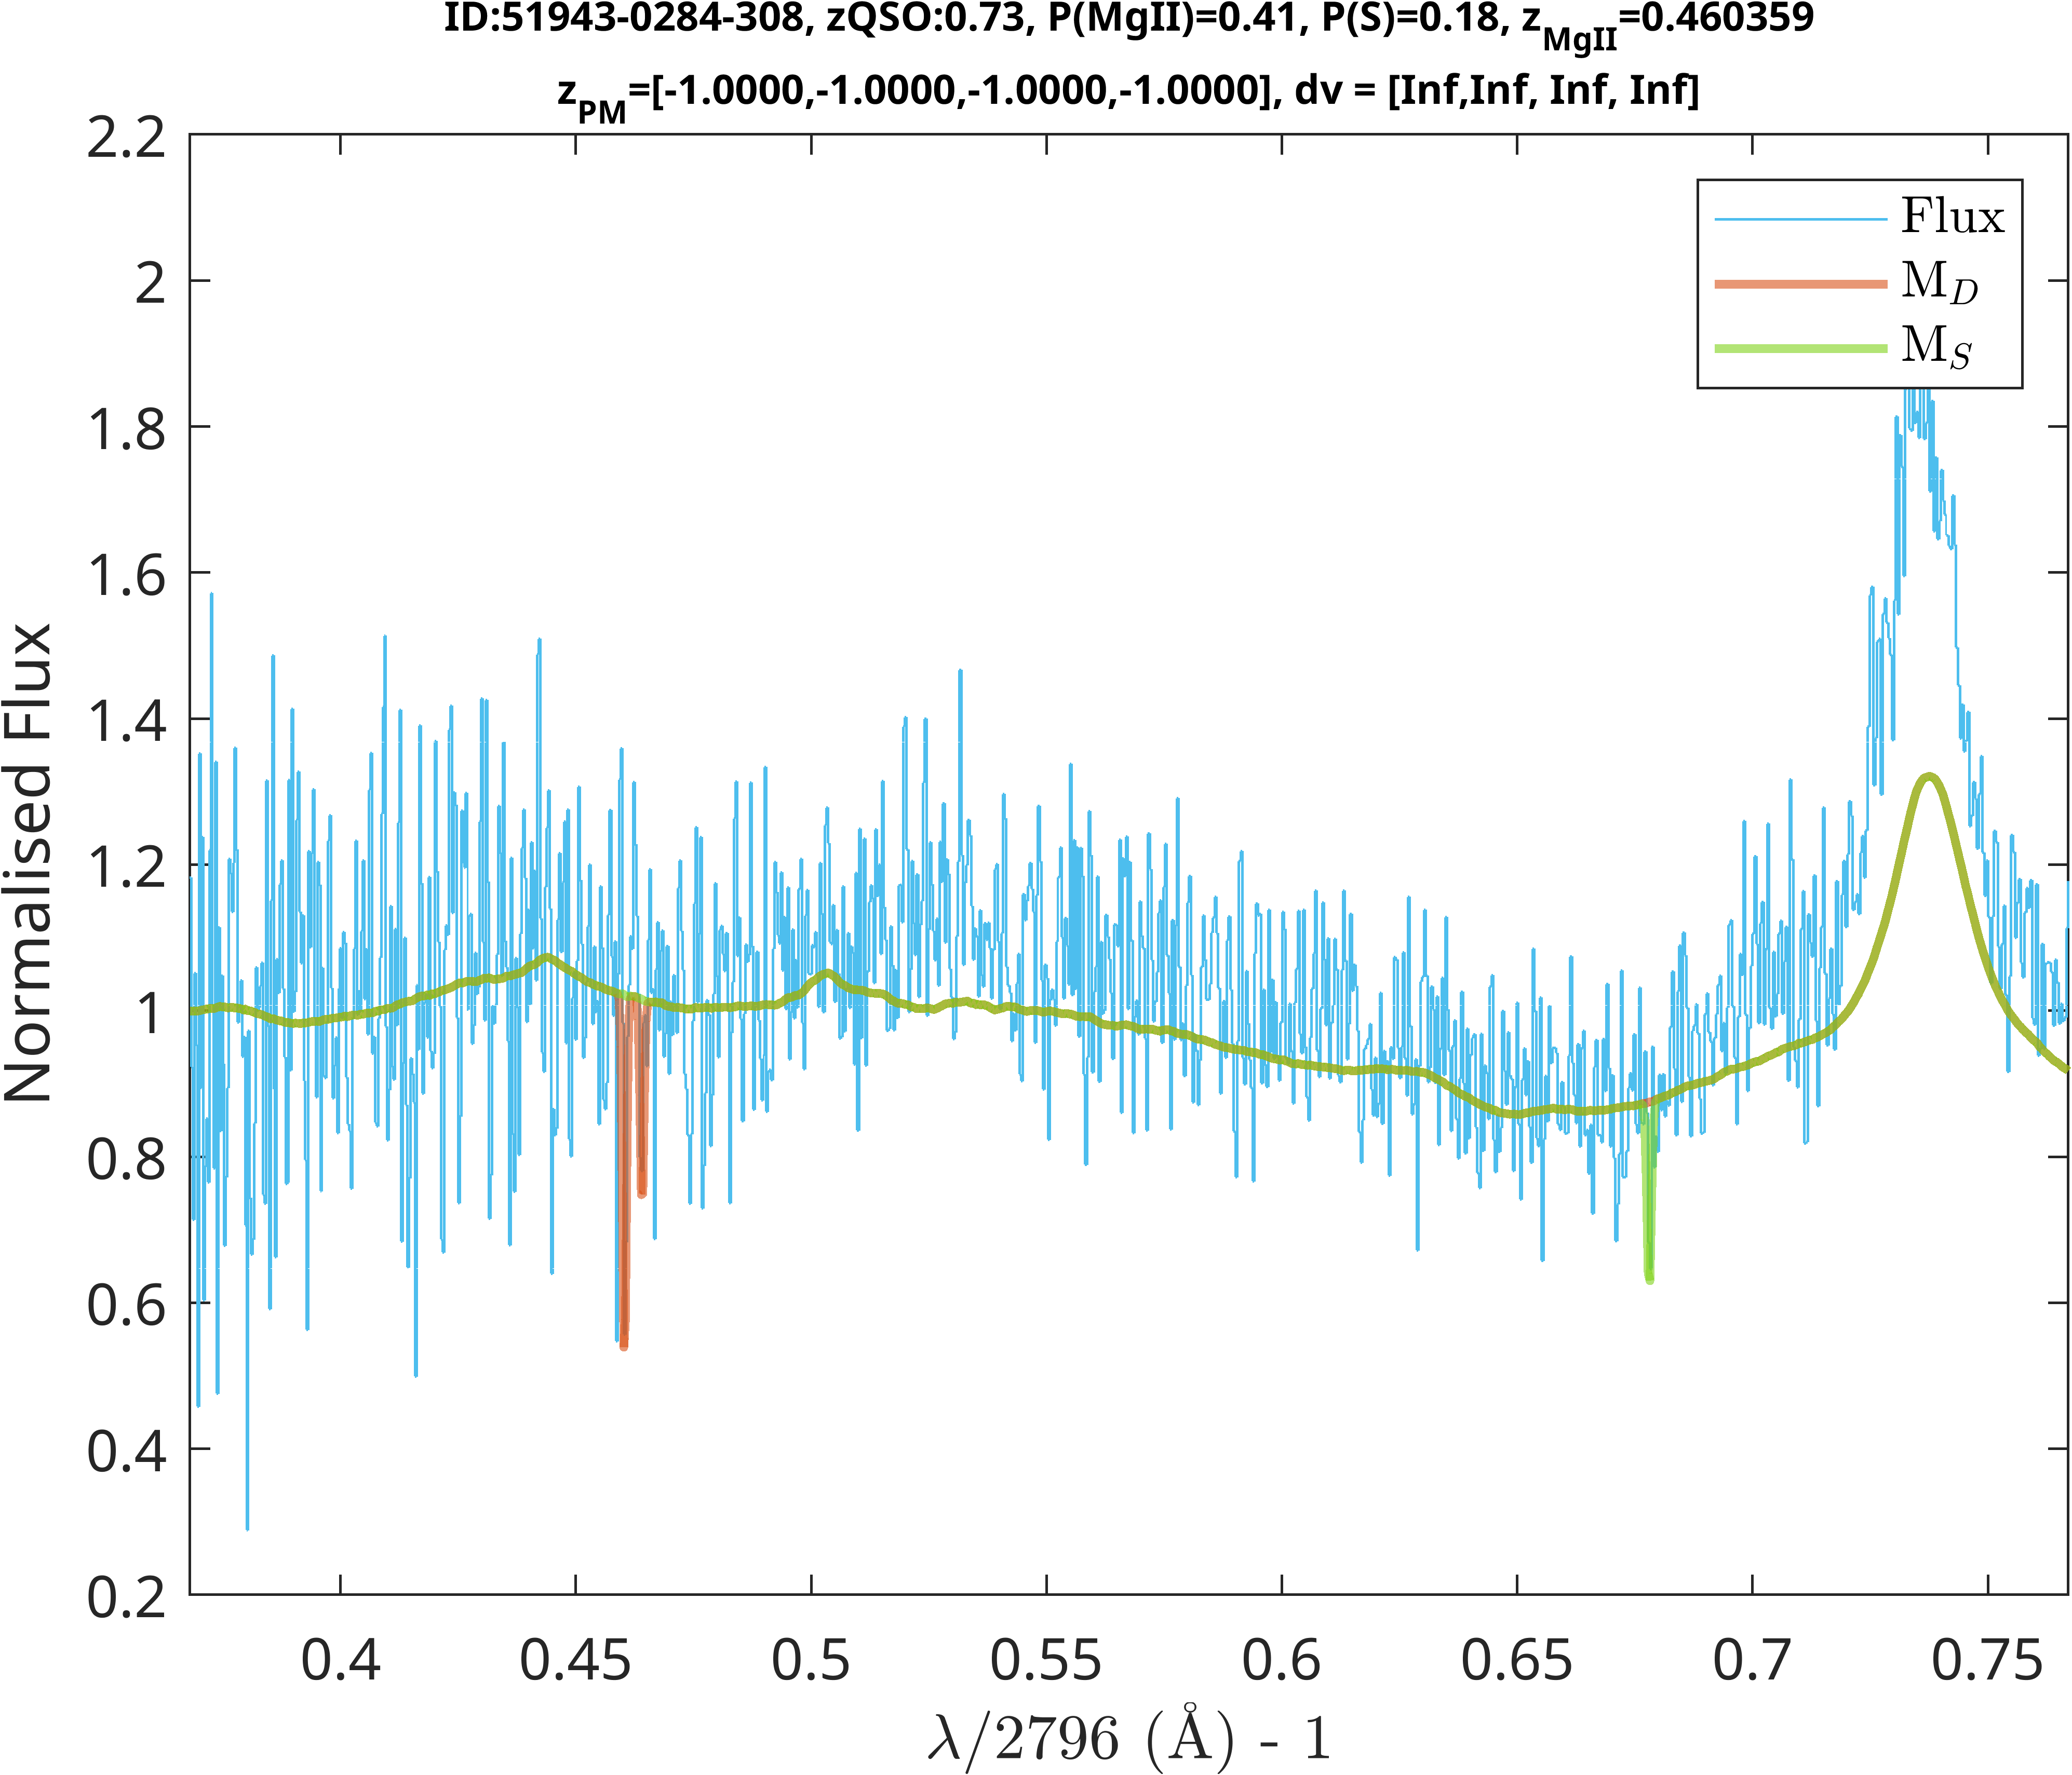 ID:51943-0284-308, zQSO:0.73, P(MgII)=0.41, P(S)=0.18, zMgII=0.460359
zPM=[-1.0000,-1.0000,-1.0000,-1.0000], dv = [Inf,Inf, Inf, Inf]
2.2
2
1.8
1.6
1.4
1.2
1
0.8
0.6
0.4
0.2
Normalised Flux
Flux
MD
MS
0.4 0.45 0.5 0.55 0.6 0.65 0.7 0.75
λ/2796 (Å) - 1